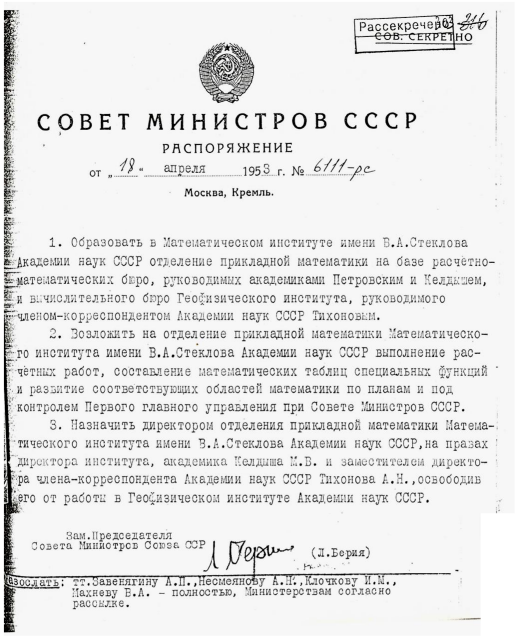 Рассекречено
СОВ. СЕКРЕТНО
СОВЕТ МИНИСТРОВ СССР
РАСПОРЯЖЕНИЕ
от „18“ апреля 1953 г. № 6111-рс
Москва, Кремль.
1. Образовать в Математическом институте имени В.А.Стеклова
Академии наук СССР отделение прикладной математики на базе расчетно-
математических бюро, руководимых академиками Петровским и Келдышем,
и вычислительного бюро Геофизического института, руководимого
членом-корреспондентом Академии наук СССР Тихоновым.
2. Возложить на отделение прикладной математики Математическо-
го института имени В.А.Стеклова Академии наук СССР выполнение рас-
чётных работ, составление математических таблиц специальных функций
и развитие соответствующих областей математики по планам и под
контролем Первого главного управления при Совете Министров СССР.
3. Назначить директором отделения прикладной математики Матема-
тического института имени В.А.Стеклова Академии наук СССР,на правах
директора института, академика Келдыша М.В. и заместителем директо-
ра члена-корреспондента Академии наук СССР Тихонова А.Н.,освободив
его от работы в Геофизическом институте Академии наук СССР.
Зам.Председателя
Совета Министров Союза ССР
Л Берия (Л.Берия)
Разослать: тт.Завенягину А.П.,Несмеянову А.Н.,Клочкову И.М.,
Махневу В.А. – полностью, Министерствам согласно
рассылке.